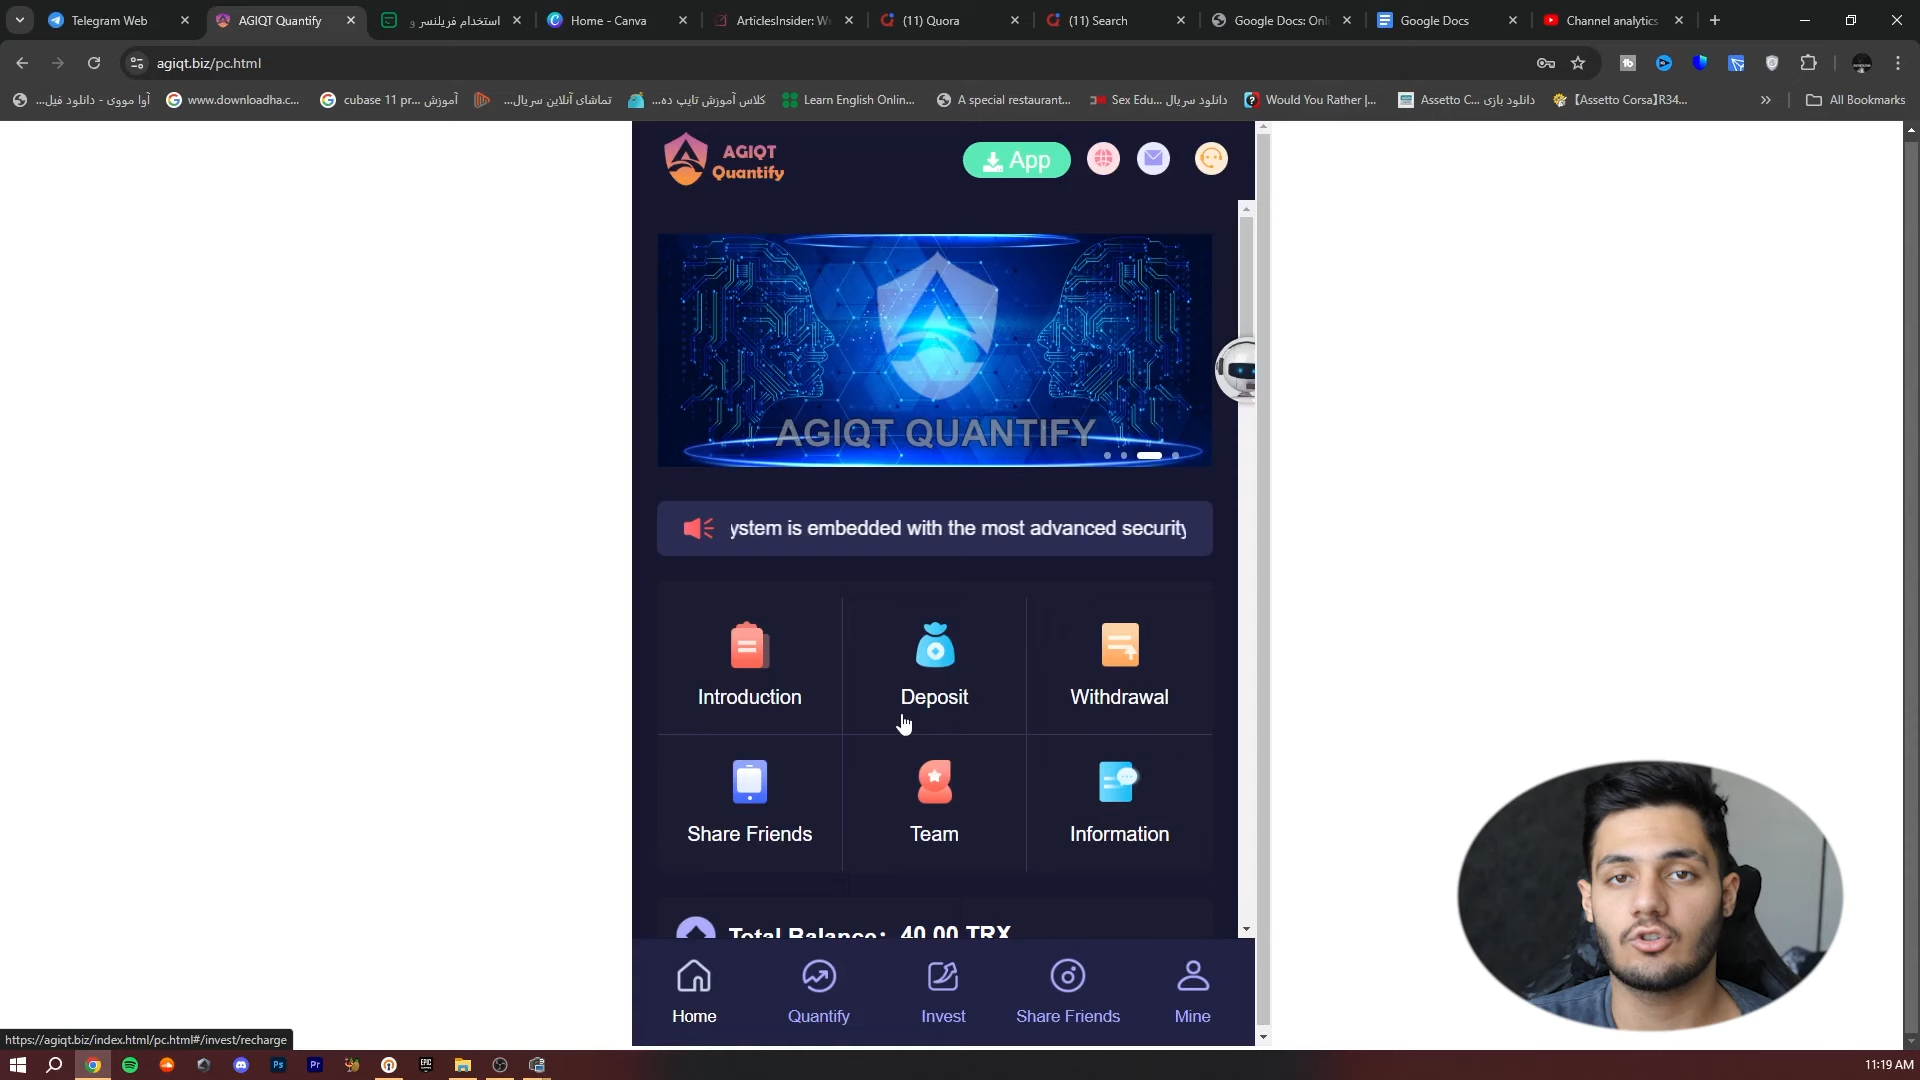 Telegram Web
AGIQT Quantify
استخدام فریلنسر و
Home - Canva
ArticlesInsider: W
(11) Quora
(11) Search
Google Docs: Onl
Google Docs
Channel analytics
agiqt.biz/pc.html
آوا مووی - دانلود فیل...
www.downloadha.c...
آموزش cubase 11 pr...
تماشای آنلاین سریال...
کلاس آموزش تایپ ده...
Learn English Onlin...
A special restaurant...
دانلود سریال Sex Edu...
Would You Rather |...
دانلود بازی Assetto C...
【Assetto Corsa】R34...
All Bookmarks
AGIQT
Quantify
App
AGIQT QUANTIFY
ystem is embedded with the most advanced security
Introduction
Deposit
Withdrawal
Share Friends
Team
Information
Total Balance: 40.00 TRX
Home
Quantify
Invest
Share Friends
Mine
https://agiqt.biz/index.html/pc.html#/invest/recharge
11:19 AM